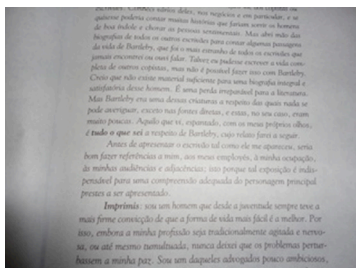 escrivães. Conheci vários deles, nos negócios e em particular, e se
quisesse poderia contar muitas histórias que fariam sorrir os homens
de boa índole e chorar as pessoas sentimentais. Mas abri mão das
biografias de todos os outros escrivães para contar algumas passagens
da vida de Bartleby, que foi o mais estranho de todos os escrivães que
jamais encontrei ou ouvi falar. Talvez eu pudesse escrever a vida com-
pleta de outros copistas, mas não é possível fazer isso com Bartleby.
Creio que não existe material suficiente para uma biografia integral e
satisfatória desse homem. É uma perda irreparável para a literatura.
Mas Bartleby era uma dessas criaturas a respeito das quais nada se
pode averiguar, exceto nas fontes diretas, e estas, no seu caso, eram
muito poucas. Aquilo que vi, espantado, com os meus próprios olhos,
é tudo o que sei a respeito de Bartleby, cujo relato farei a seguir.
Antes de apresentar o escrivão tal como ele me apareceu, seria
bom fazer referências a mim, aos meus employés, à minha ocupação,
às minhas audiências e adjacências; isto porque tal exposição é indis-
pensável para uma compreensão adequada do personagem principal
prestes a ser apresentado.
Imprimis: sou um homem que desde a juventude sempre teve a
mais firme convicção de que a forma de vida mais fácil é a melhor. Por
isso, embora a minha profissão seja tradicionalmente agitada e nervo-
sa, ou até mesmo tumultuada, nunca deixei que os problemas pertur-
bassem a minha paz. Sou um daqueles advogados pouco ambiciosos,